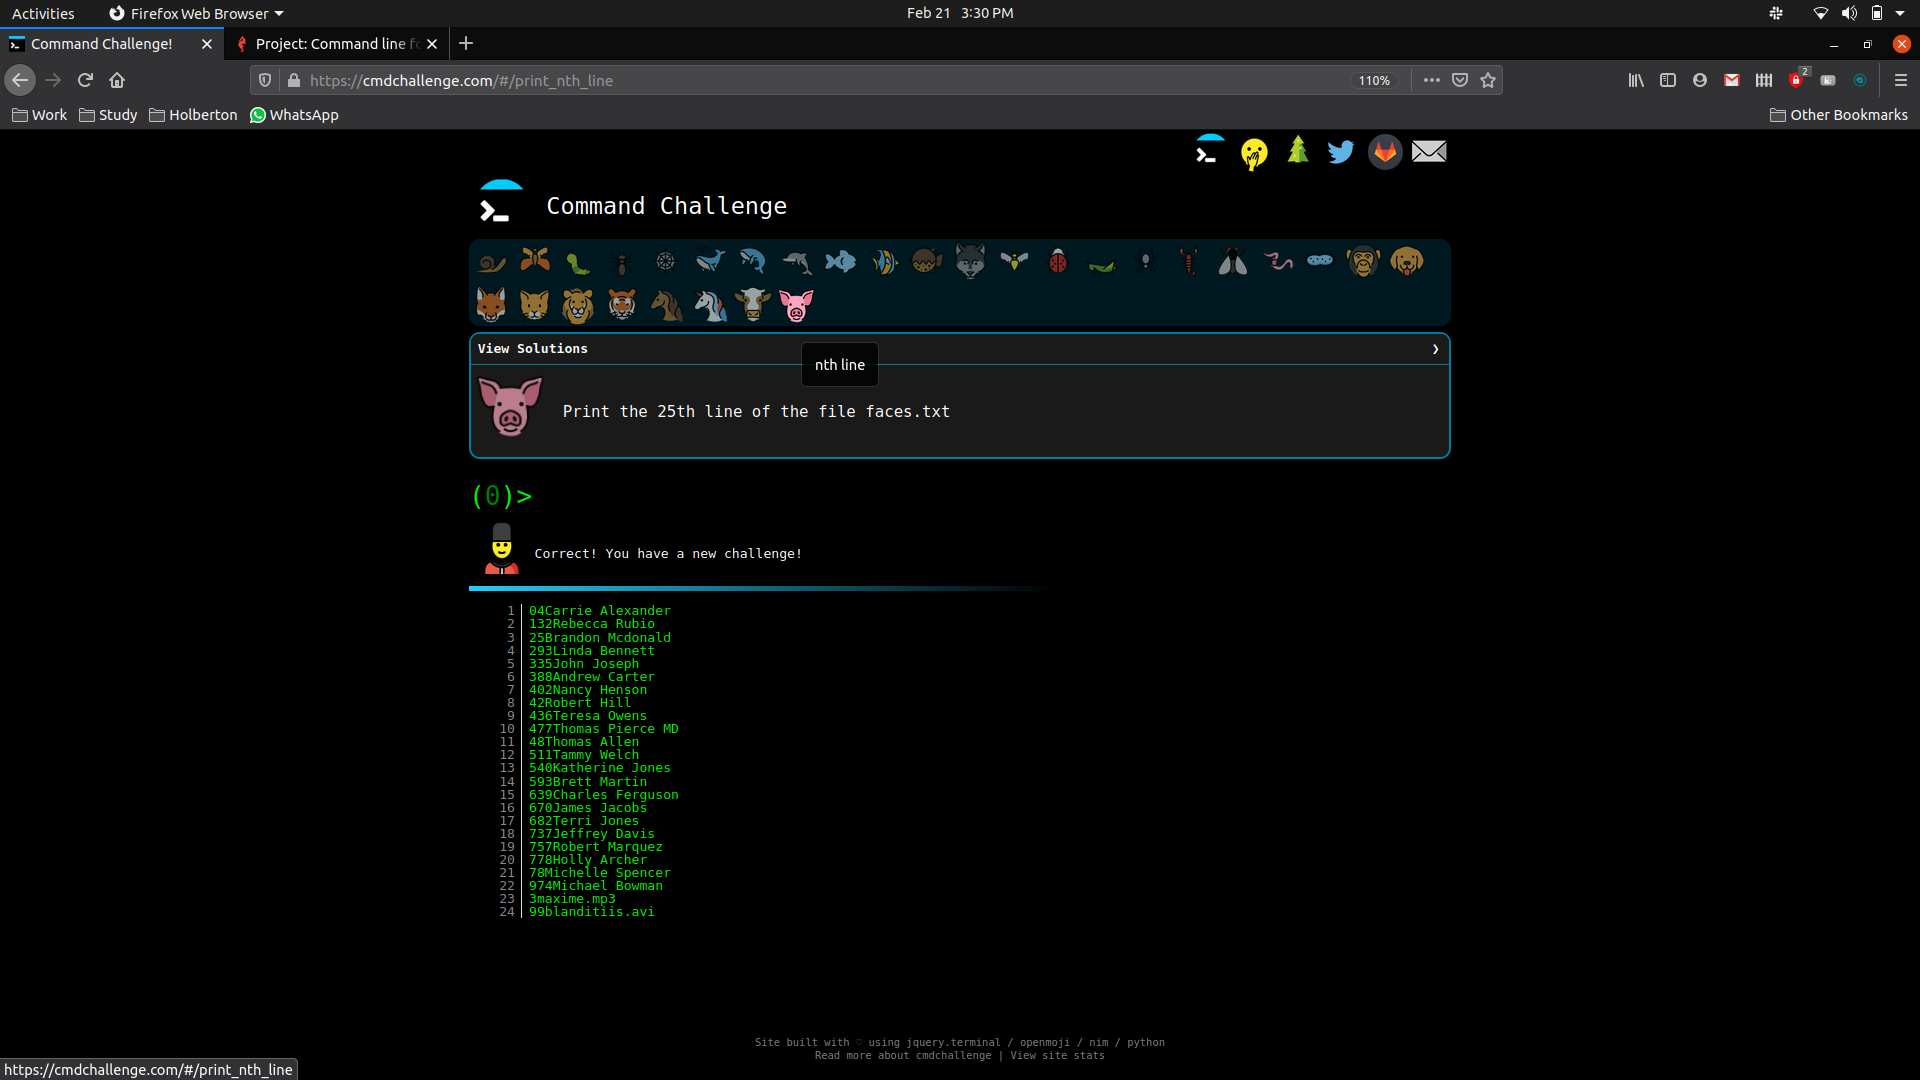 Activities
Firefox Web Browser
Feb 21 3:30 PM
Command Challenge!
Project: Command line fo
https://cmdchallenge.com/#/print_nth_line
110%
2
Work
Study
Holberton
WhatsApp
Other Bookmarks
Command Challenge
View Solutions
nth line
Print the 25th line of the file faces.txt
(0)>
Correct! You have a new challenge!
1 04Carrie Alexander
2 132Rebecca Rubio
3 25Brandon Mcdonald
4 293Linda Bennett
5 335John Joseph
6 388Andrew Carter
7 402Nancy Henson
8 42Robert Hill
9 436Teresa Owens
10 477Thomas Pierce MD
11 48Thomas Allen
12 511Tammy Welch
13 540Katherine Jones
14 593Brett Martin
15 639Charles Ferguson
16 670James Jacobs
17 682Terri Jones
18 737Jeffrey Davis
19 757Robert Marquez
20 778Holly Archer
21 78Michelle Spencer
22 974Michael Bowman
23 3maxime.mp3
24 99blanditiis.avi
Site built with ♡ using jquery.terminal / openmoji / nim / python
Read more about cmdchallenge | View site stats
https://cmdchallenge.com/#/print_nth_line